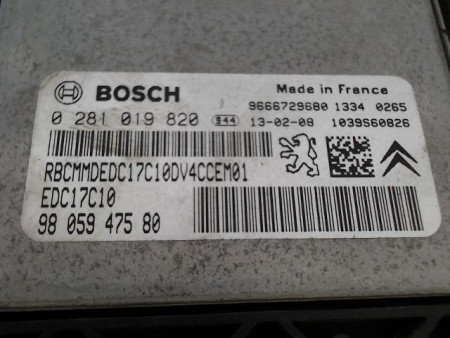 BOSCH Made in France
9666729680 1334 0265
0 281 019 820 844 13-02-08 1039S60826
RBCMMDEDC17C10DV4CCEM01
EDC17C10
98 059 475 80